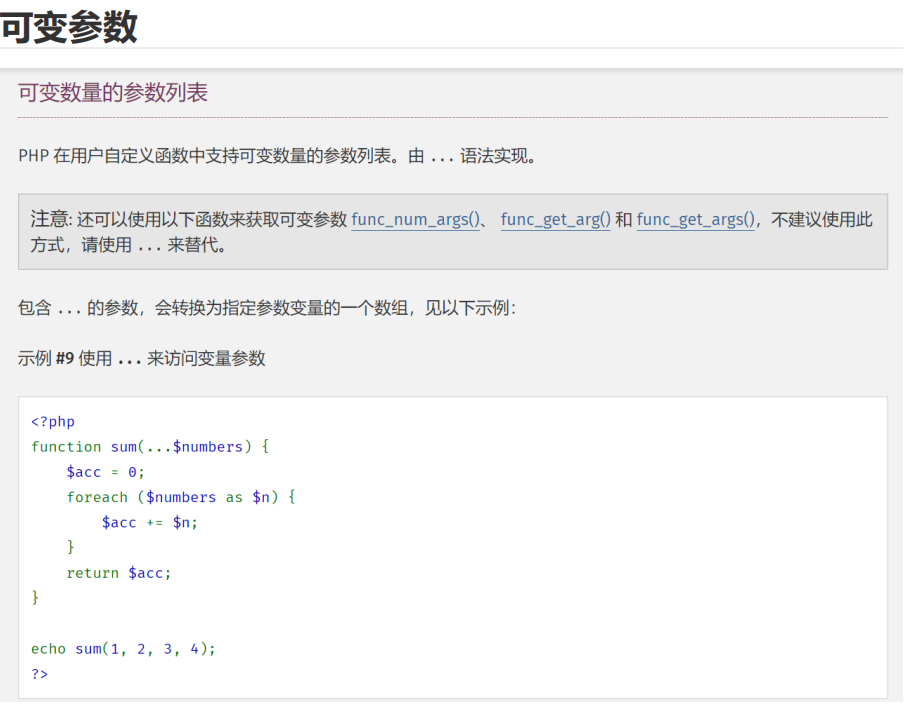 可变参数
可变数量的参数列表
PHP 在用户自定义函数中支持可变数量的参数列表。由 ... 语法实现。
注意: 还可以使用以下函数来获取可变参数 func_num_args()、 func_get_arg() 和 func_get_args()，不建议使用此
方式，请使用 ... 来替代。
包含 ... 的参数，会转换为指定参数变量的一个数组，见以下示例：
示例 #9 使用 ... 来访问变量参数
<?php
function sum(...$numbers) {
    $acc = 0;
    foreach ($numbers as $n) {
        $acc += $n;
    }
    return $acc;
}
echo sum(1, 2, 3, 4);
?>